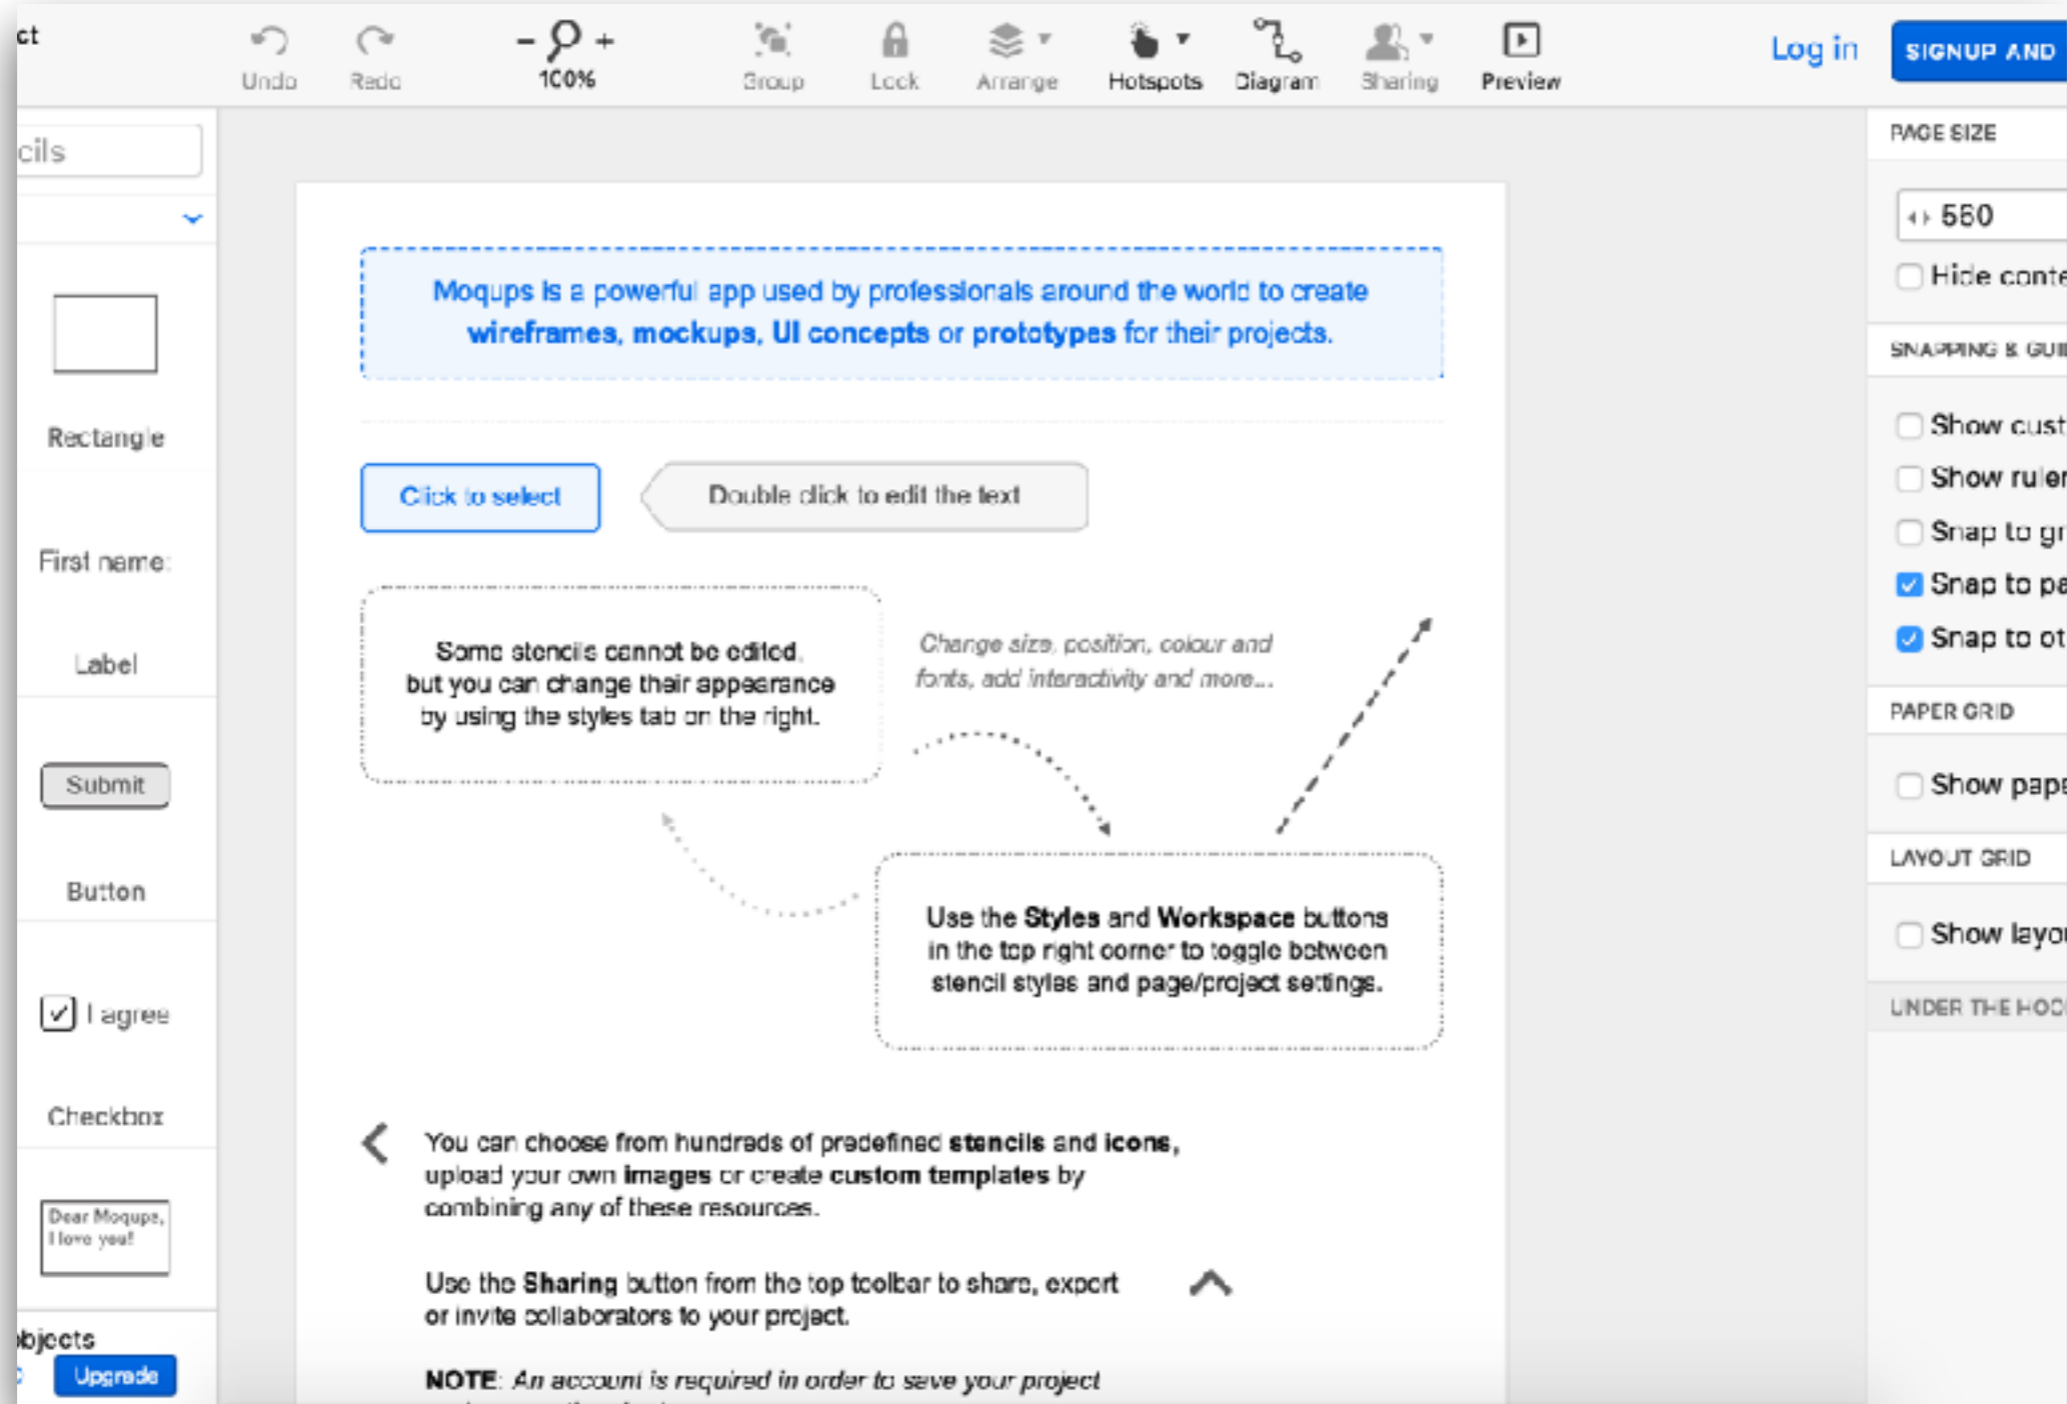 ct
Undo
Redo
100%
Group
Lock
Arrange
Hotspots
Diagram
Sharing
Preview
Log in
SIGNUP AND
cils
Rectangle
First name:
Label
Submit
Button
I agree
Checkbox
Dear Moqups,
I love you!
bjects
Upgrade
Moqups is a powerful app used by professionals around the world to create
wireframes, mockups, UI concepts or prototypes for their projects.
Click to select
Double click to edit the text
Some stencils cannot be edited,
but you can change their appearance
by using the styles tab on the right.
Change size, position, colour and
fonts, add interactivity and more...
Use the Styles and Workspace buttons
in the top right corner to toggle between
stencil styles and page/project settings.
You can choose from hundreds of predefined stencils and icons,
upload your own images or create custom templates by
combining any of these resources.
Use the Sharing button from the top toolbar to share, export
or invite collaborators to your project.
NOTE: An account is required in order to save your project
PAGE SIZE
560
Hide conte
SNAPPING & GUID
Show cust
Show ruler
Snap to gr
Snap to pa
Snap to ot
PAPER GRID
Show pape
LAYOUT GRID
Show layou
UNDER THE HOO